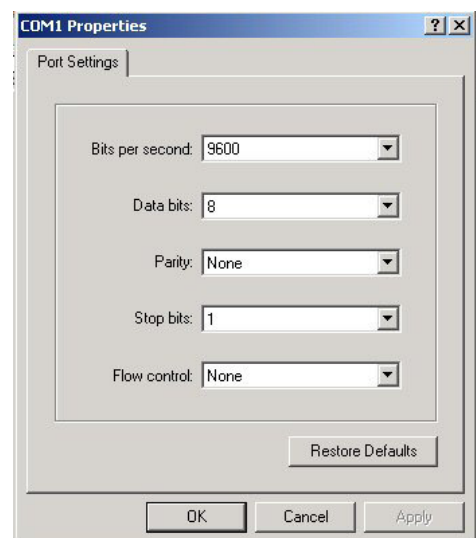 COM1 Properties
Port Settings
Bits per second: 9600
Data bits: 8
Parity: None
Stop bits: 1
Flow control: None
Restore Defaults
OK Cancel Apply